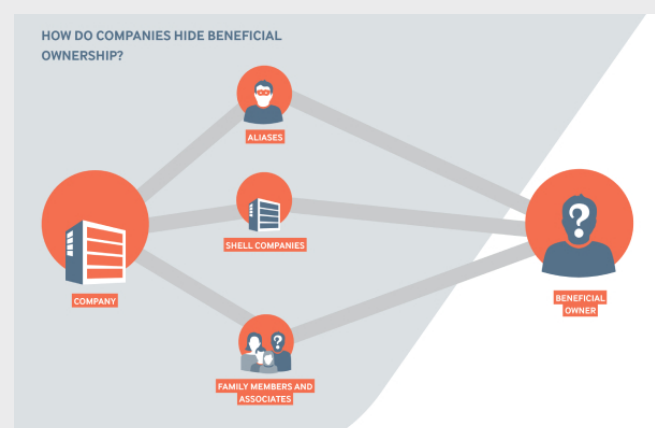 HOW DO COMPANIES HIDE BENEFICIAL
OWNERSHIP?
ALIASES
SHELL COMPANIES
COMPANY
BENEFICIAL
OWNER
FAMILY MEMBERS AND
ASSOCIATES